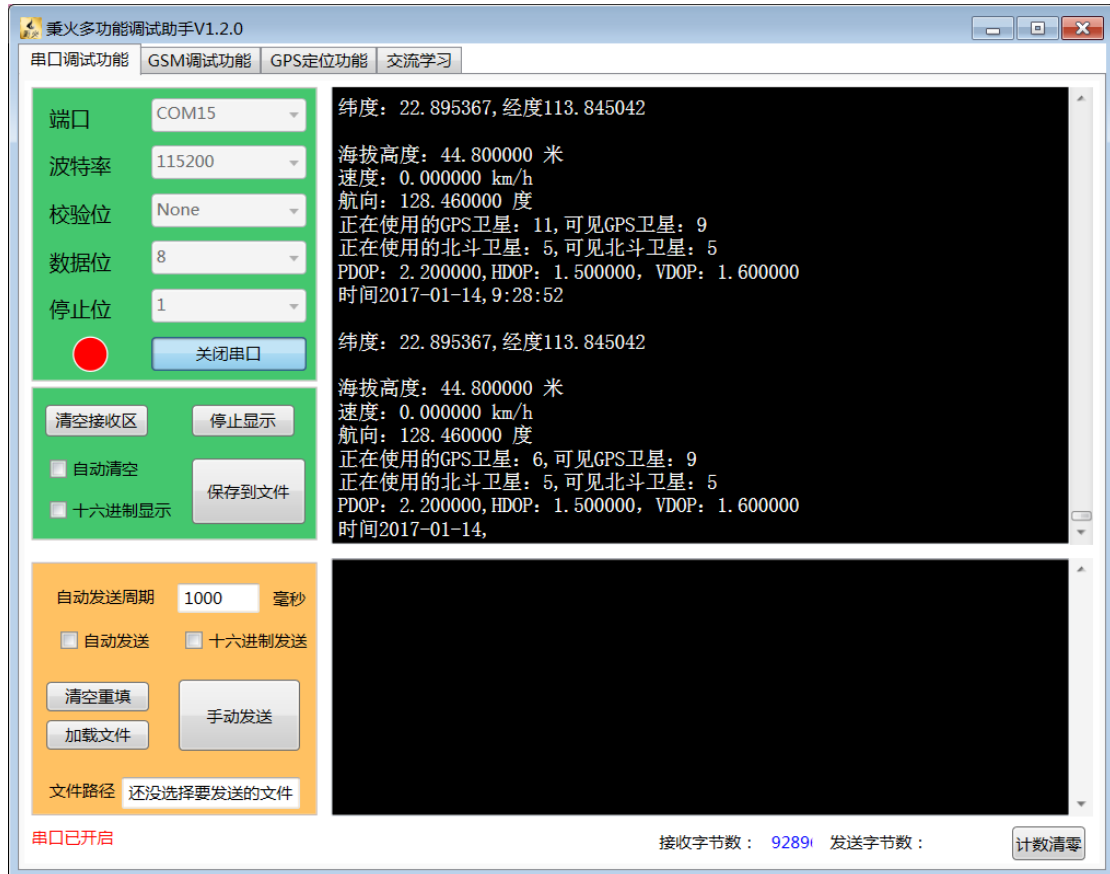 秉火多功能调试助手V1.2.0
串口调试功能 GSM调试功能 GPS定位功能 交流学习
端口 COM15
波特率 115200
校验位 None
数据位 8
停止位 1
关闭串口
清空接收区 停止显示
自动清空
保存到文件
十六进制显示
纬度: 22.895367,经度113.845042
海拔高度: 44.800000 米
速度: 0.000000 km/h
航向: 128.460000 度
正在使用的GPS卫星: 11,可见GPS卫星: 9
正在使用的北斗卫星: 5,可见北斗卫星: 5
PDOP: 2.200000,HDOP: 1.500000, VDOP: 1.600000
时间2017-01-14,9:28:52
纬度: 22.895367,经度113.845042
海拔高度: 44.800000 米
速度: 0.000000 km/h
航向: 128.460000 度
正在使用的GPS卫星: 6,可见GPS卫星: 9
正在使用的北斗卫星: 5,可见北斗卫星: 5
PDOP: 2.200000,HDOP: 1.500000, VDOP: 1.600000
时间2017-01-14,
自动发送周期 1000 毫秒
自动发送 十六进制发送
清空重填
手动发送
加载文件
文件路径 还没选择要发送的文件
串口已开启
接收字节数: 发送字节数:
计数清零